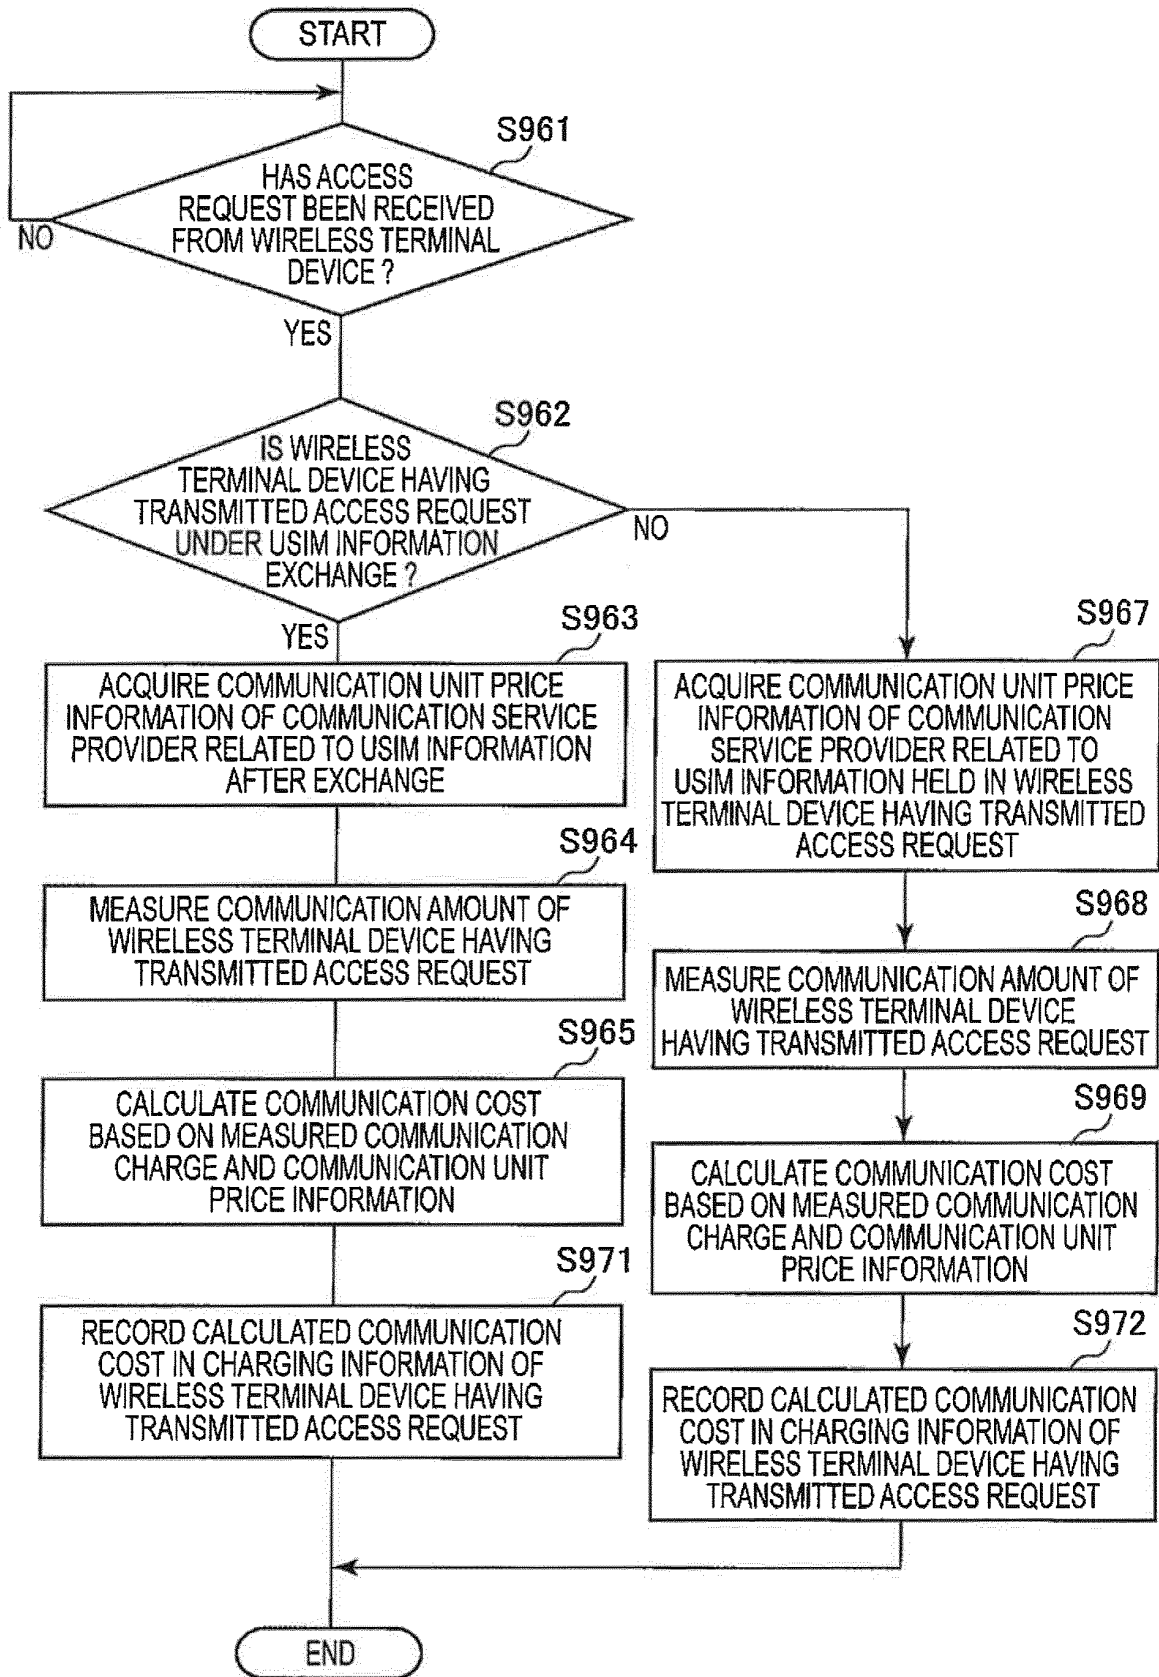 START
S961
HAS ACCESS
REQUEST BEEN RECEIVED
FROM WIRELESS TERMINAL
DEVICE ?
NO
YES
S962
IS WIRELESS
TERMINAL DEVICE HAVING
TRANSMITTED ACCESS REQUEST
UNDER USIM INFORMATION
EXCHANGE ?
NO
YES
S963
ACQUIRE COMMUNICATION UNIT PRICE
INFORMATION OF COMMUNICATION SERVICE
PROVIDER RELATED TO USIM INFORMATION
AFTER EXCHANGE
S964
MEASURE COMMUNICATION AMOUNT OF
WIRELESS TERMINAL DEVICE HAVING
TRANSMITTED ACCESS REQUEST
S965
CALCULATE COMMUNICATION COST
BASED ON MEASURED COMMUNICATION
CHARGE AND COMMUNICATION UNIT
PRICE INFORMATION
S971
RECORD CALCULATED COMMUNICATION
COST IN CHARGING INFORMATION OF
WIRELESS TERMINAL DEVICE HAVING
TRANSMITTED ACCESS REQUEST
S967
ACQUIRE COMMUNICATION UNIT PRICE
INFORMATION OF COMMUNICATION
SERVICE PROVIDER RELATED TO
USIM INFORMATION HELD IN WIRELESS
TERMINAL DEVICE HAVING TRANSMITTED
ACCESS REQUEST
S968
MEASURE COMMUNICATION AMOUNT OF
WIRELESS TERMINAL DEVICE
HAVING TRANSMITTED ACCESS REQUEST
S969
CALCULATE COMMUNICATION COST
BASED ON MEASURED COMMUNICATION
CHARGE AND COMMUNICATION UNIT
PRICE INFORMATION
S972
RECORD CALCULATED COMMUNICATION
COST IN CHARGING INFORMATION OF
WIRELESS TERMINAL DEVICE HAVING
TRANSMITTED ACCESS REQUEST
END